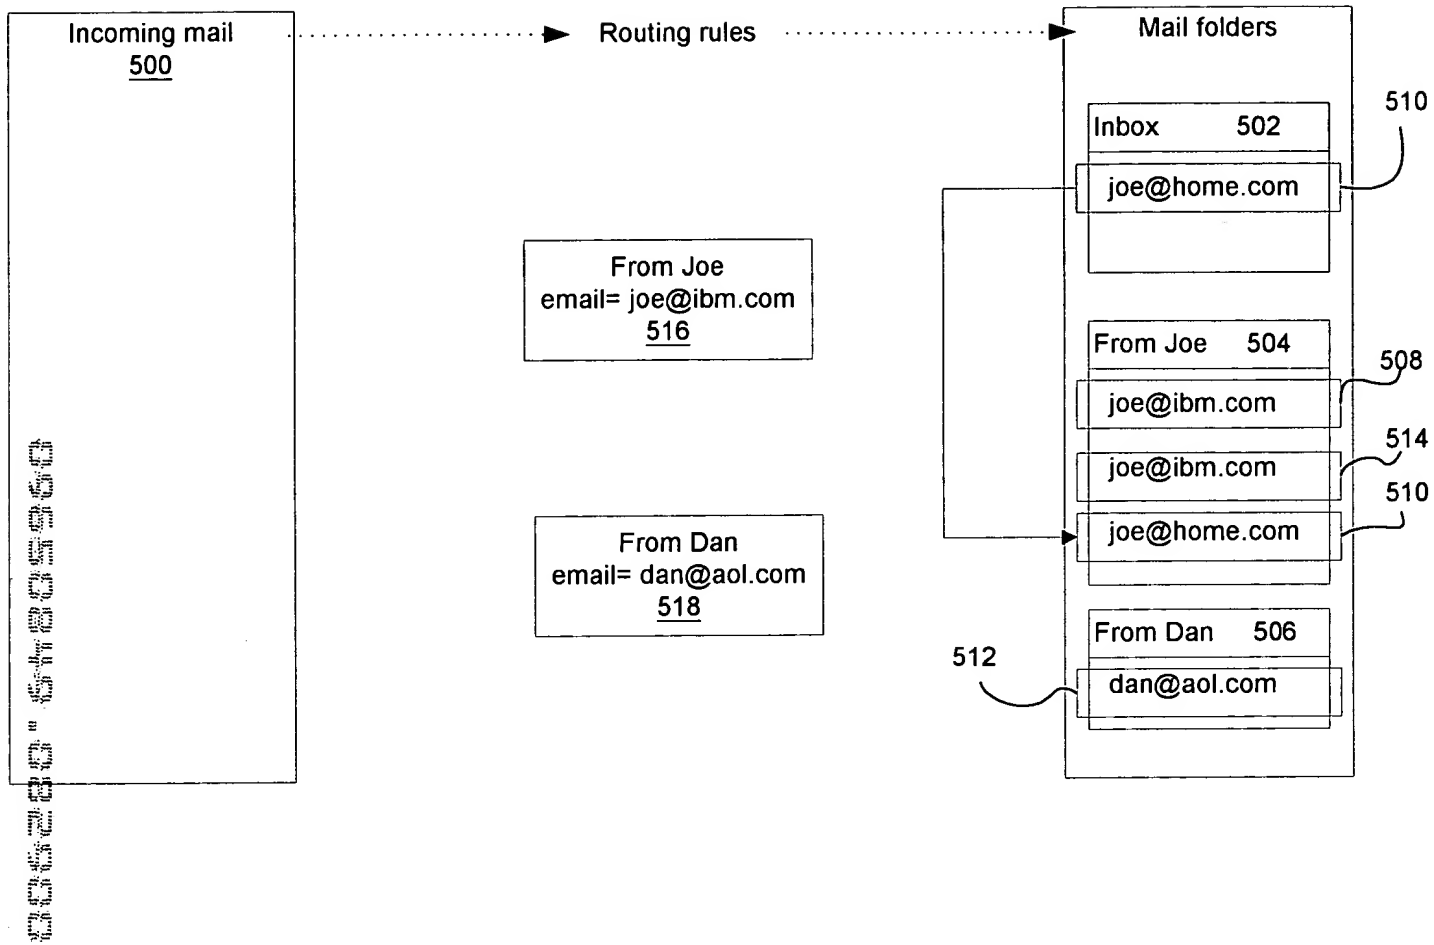 Incoming mail
500
Routing rules
Mail folders
510
Inbox 502
joe@home.com
From Joe
email= joe@ibm.com
516
From Joe 504
508
joe@ibm.com
514
joe@ibm.com
510
joe@home.com
From Dan
email= dan@aol.com
518
From Dan 506
512
dan@aol.com